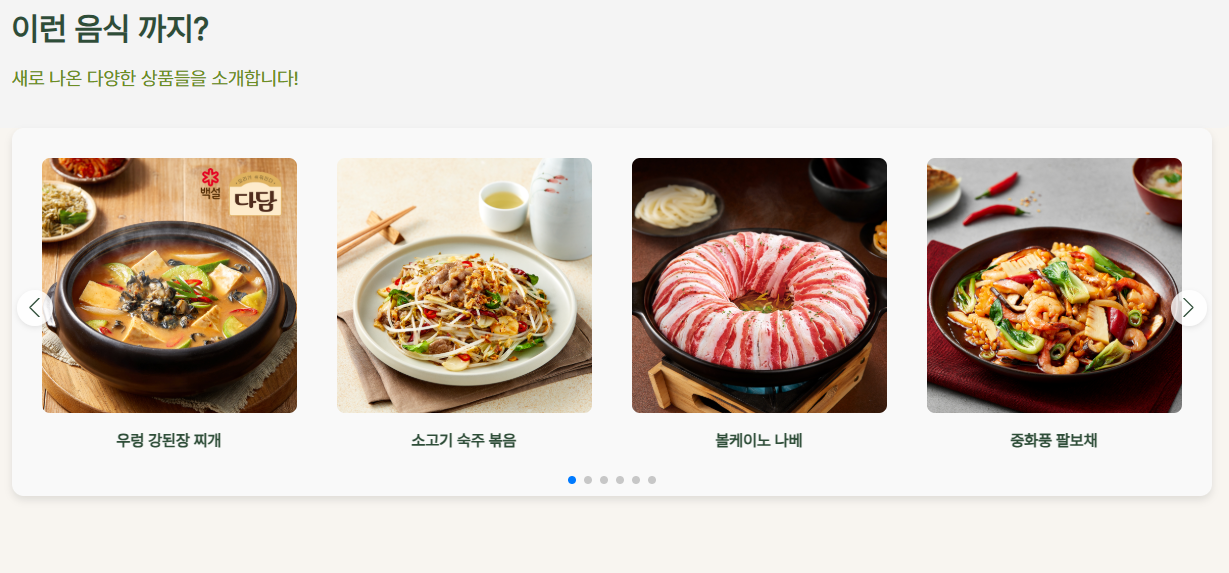 이런 음식 까지?
새로 나온 다양한 상품들을 소개합니다!
백설
다담
우렁 강된장 찌개
소고기 숙주 볶음
볼케이노 나베
중화풍 팔보채